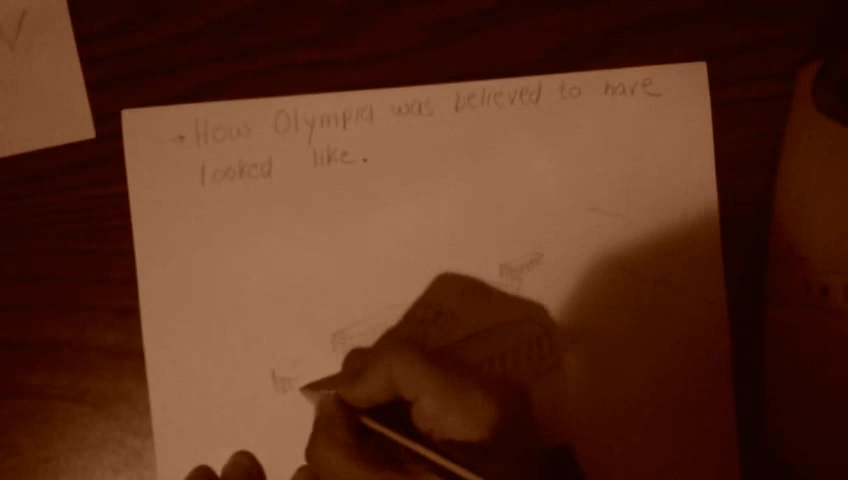 → How Olympia was believed to have
looked like.